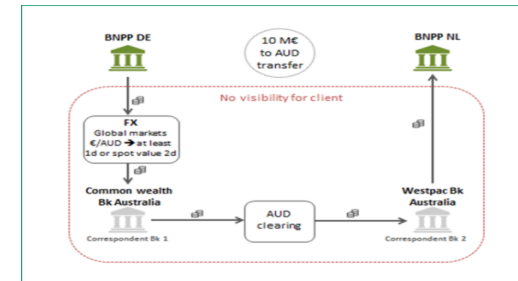 BNPP DE
10 M€
to AUD
transfer
BNPP NL
No visibility for client
FX
Global markets
€/AUD ➔ at least
1d or spot value 2d
Common wealth
Bk Australia
Correspondent Bk 1
AUD
clearing
Westpac Bk
Australia
Correspondent Bk 2